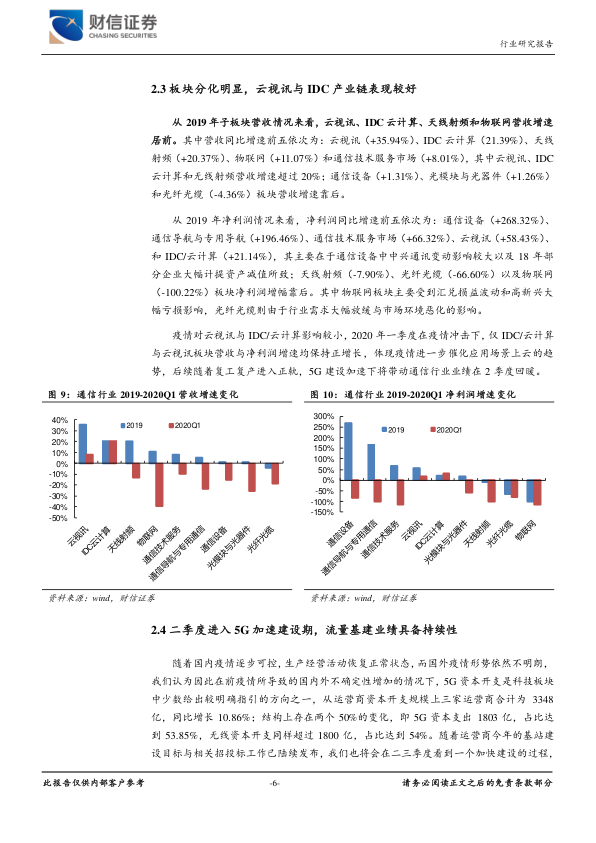 财信证券
CHASING SECURITIES
行业研究报告
2.3 板块分化明显，云视讯与 IDC 产业链表现较好
从 2019 年子板块营收情况来看，云视讯、IDC 云计算、天线射频和物联网营收增速
居前。其中营收同比增速前五依次为：云视讯（+35.94%）、IDC 云计算（21.39%）、天线
射频（+20.37%）、物联网（+11.07%）和通信技术服务市场（+8.01%），其中云视讯、IDC
云计算和无线射频营收增速超过 20%；通信设备（+1.31%）、光模块与光器件（+1.26%）
和光纤光缆（-4.36%）板块营收增速靠后。
从 2019 年净利润情况来看，净利润同比增速前五依次为：通信设备（+268.32%）、
通信导航与专用导航（+196.46%）、通信技术服务市场（+66.32%）、云视讯（+58.43%）、
和 IDC/云计算（+21.14%），其主要在于通信设备中中兴通讯变动影响较大以及 18 年部
分企业大幅计提资产减值所致；天线射频（-7.90%）、光纤光缆（-66.60%）以及物联网
（-100.22%）板块净利润增幅靠后。其中物联网板块主要受到汇兑损益波动和高新兴大
幅亏损影响，光纤光缆则由于行业需求大幅放缓与市场环境恶化的影响。
疫情对云视讯与 IDC/云计算影响较小，2020 年一季度在疫情冲击下，仅 IDC/云计算
与云视讯板块营收与净利润增速均保持正增长，体现疫情进一步催化应用场景上云的趋
势，后续随着复工复产进入正轨，5G 建设加速下将带动通信行业业绩在 2 季度回暖。
图 9：通信行业 2019-2020Q1 营收增速变化
40%
30%
20%
10%
0%
-10%
-20%
-30%
-40%
-50%
2019
2020Q1
云视讯
IDC云计算
天线射频
物联网
通信技术服务
通信导航与专用通信
通信设备
光模块与光器件
光纤光缆
资料来源：wind，财信证券
图 10：通信行业 2019-2020Q1 净利润增速变化
300%
250%
200%
150%
100%
50%
0%
-50%
-100%
-150%
2019
2020Q1
通信设备
通信导航与专用通信
通信技术服务
云视讯
IDC云计算
光模块与光器件
天线射频
光纤光缆
物联网
资料来源：wind，财信证券
2.4 二季度进入 5G 加速建设期，流量基建业绩具备持续性
随着国内疫情逐步可控，生产经营活动恢复正常状态，而国外疫情形势依然不明朗，
我们认为因此在前疫情所导致的国内外不确定性增加的情况下，5G 资本开支是科技板块
中少数给出较明确指引的方向之一，从运营商资本开支规模上三家运营商合计为 3348
亿，同比增长 10.86%；结构上存在两个 50%的变化，即 5G 资本支出 1803 亿，占比达
到 53.85%，无线资本开支同样超过 1800 亿，占比达到 54%。随着运营商今年的基站建
设目标与相关招投标工作已陆续发布，我们也将会在二三季度看到一个加快建设的过程，
此报告仅供内部客户参考
-6-
请务必阅读正文之后的免责条款部分